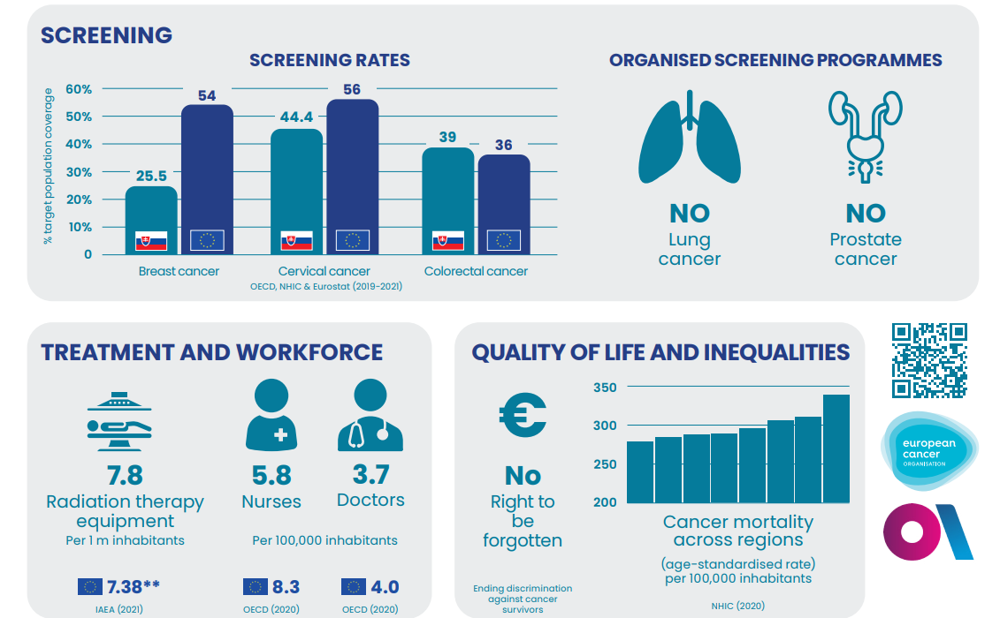 SCREENING
SCREENING RATES
% target population coverage
60%
50%
40%
30%
20%
10%
0
25.5
54
44.4
56
39
36
Breast cancer
Cervical cancer
Colorectal cancer
OECD, NHIC & Eurostat (2019-2021)
ORGANISED SCREENING PROGRAMMES
NO
Lung
cancer
NO
Prostate
cancer
TREATMENT AND WORKFORCE
7.8
Radiation therapy
equipment
Per 1 m inhabitants
5.8
Nurses
3.7
Doctors
Per 100,000 inhabitants
7.38**
IAEA (2021)
8.3
OECD (2020)
4.0
OECD (2020)
QUALITY OF LIFE AND INEQUALITIES
No
Right to
be
forgotten
Ending discrimination
against cancer
survivors
350
300
250
200
Cancer mortality
across regions
(age-standardised rate)
per 100,000 inhabitants
NHIC (2020)
european
cancer
ORGANISATION